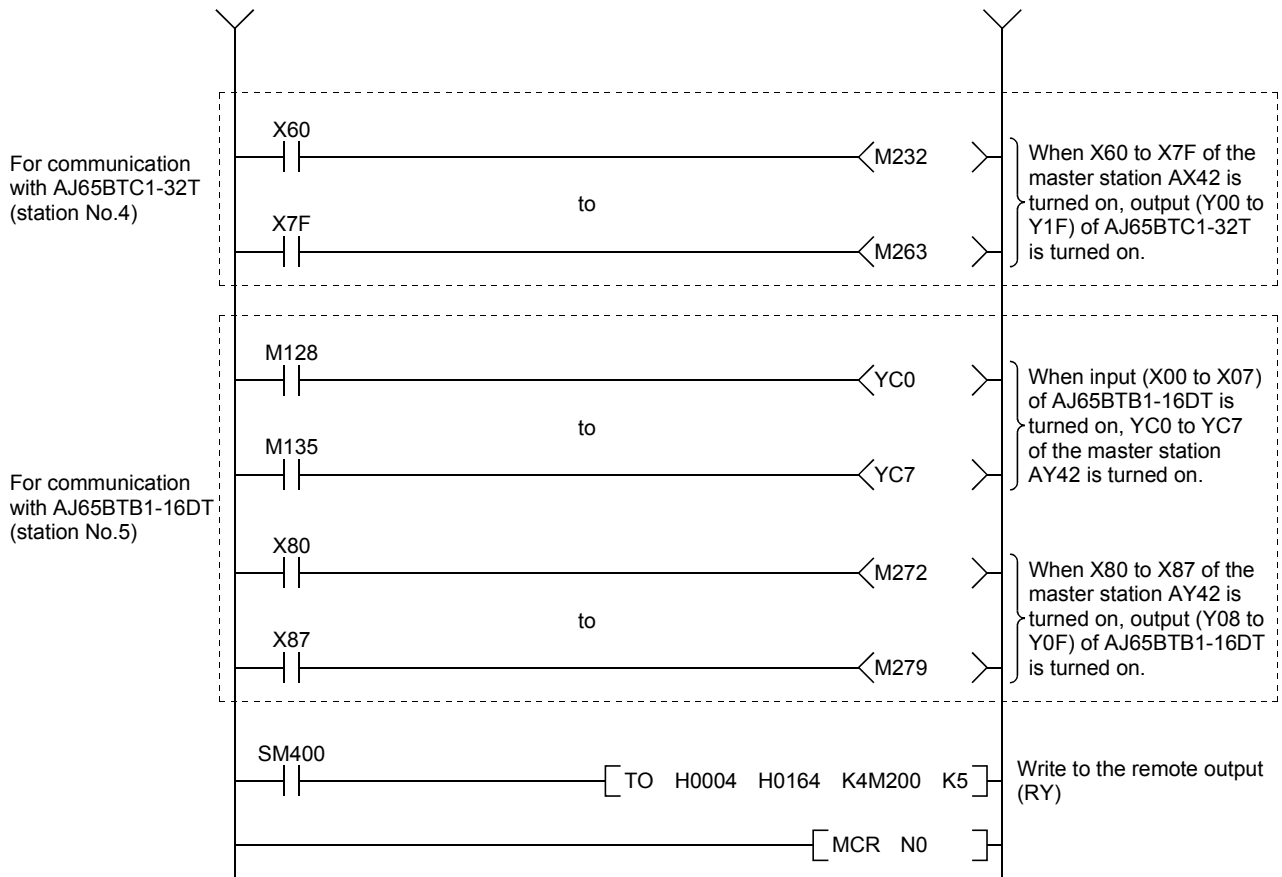 For communication
with AJ65BTC1-32T
(station No.4)
X60
M232
to
X7F
M263
When X60 to X7F of the
master station AX42 is
turned on, output (Y00 to
Y1F) of AJ65BTC1-32T
is turned on.
For communication
with AJ65BTB1-16DT
(station No.5)
M128
YC0
to
M135
YC7
When input (X00 to X07)
of AJ65BTB1-16DT is
turned on, YC0 to YC7
of the master station
AY42 is turned on.
X80
M272
to
X87
M279
When X80 to X87 of the
master station AY42 is
turned on, output (Y08 to
Y0F) of AJ65BTB1-16DT
is turned on.
SM400
TO H0004 H0164 K4M200 K5
Write to the remote output
(RY)
MCR N0